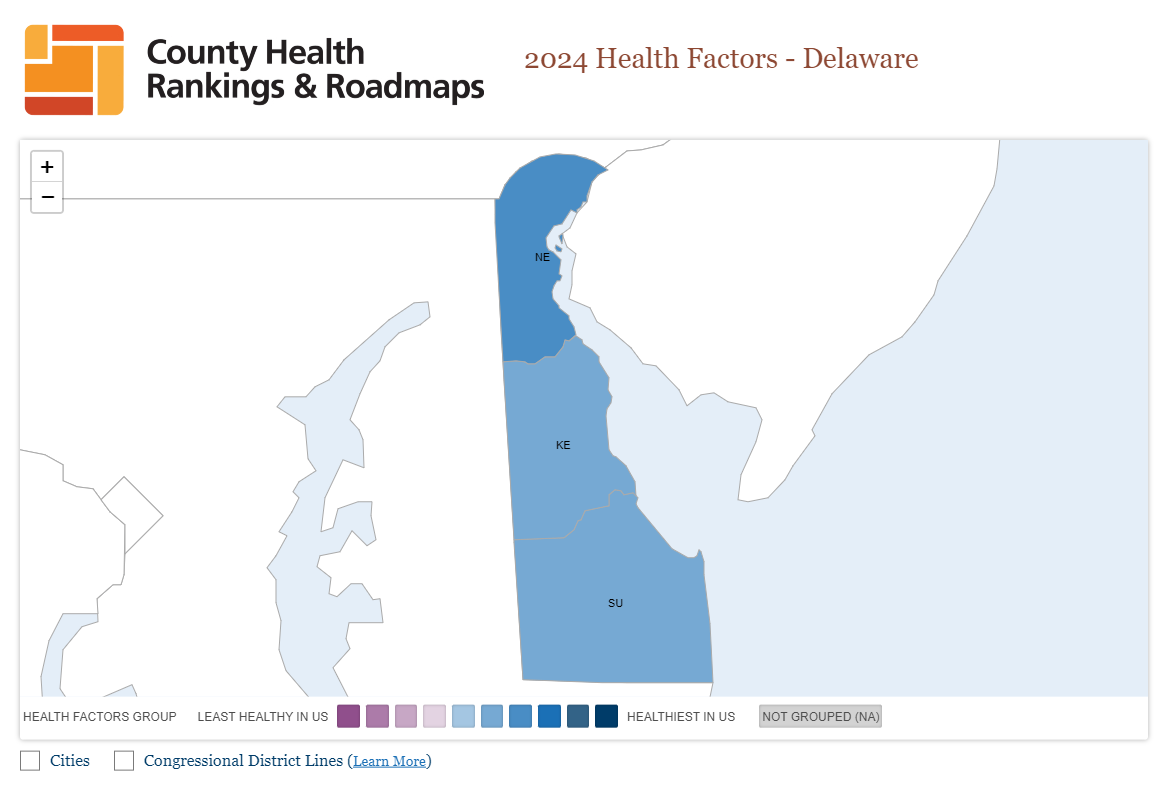 County Health
Rankings & Roadmaps
2024 Health Factors - Delaware
+
−
NE
KE
SU
HEALTH FACTORS GROUP LEAST HEALTHY IN US HEALTHIEST IN US NOT GROUPED (NA)
Cities Congressional District Lines (Learn More)